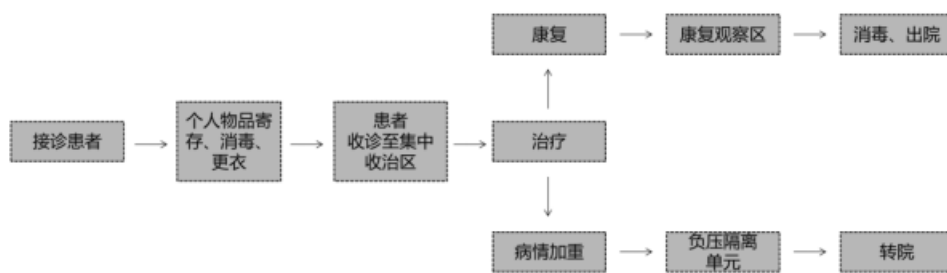 康复
康复观察区
消毒、出院
接诊患者
个人物品寄
存、消毒、
更衣
患者
收诊至集中
收治区
治疗
病情加重
负压隔离
单元
转院